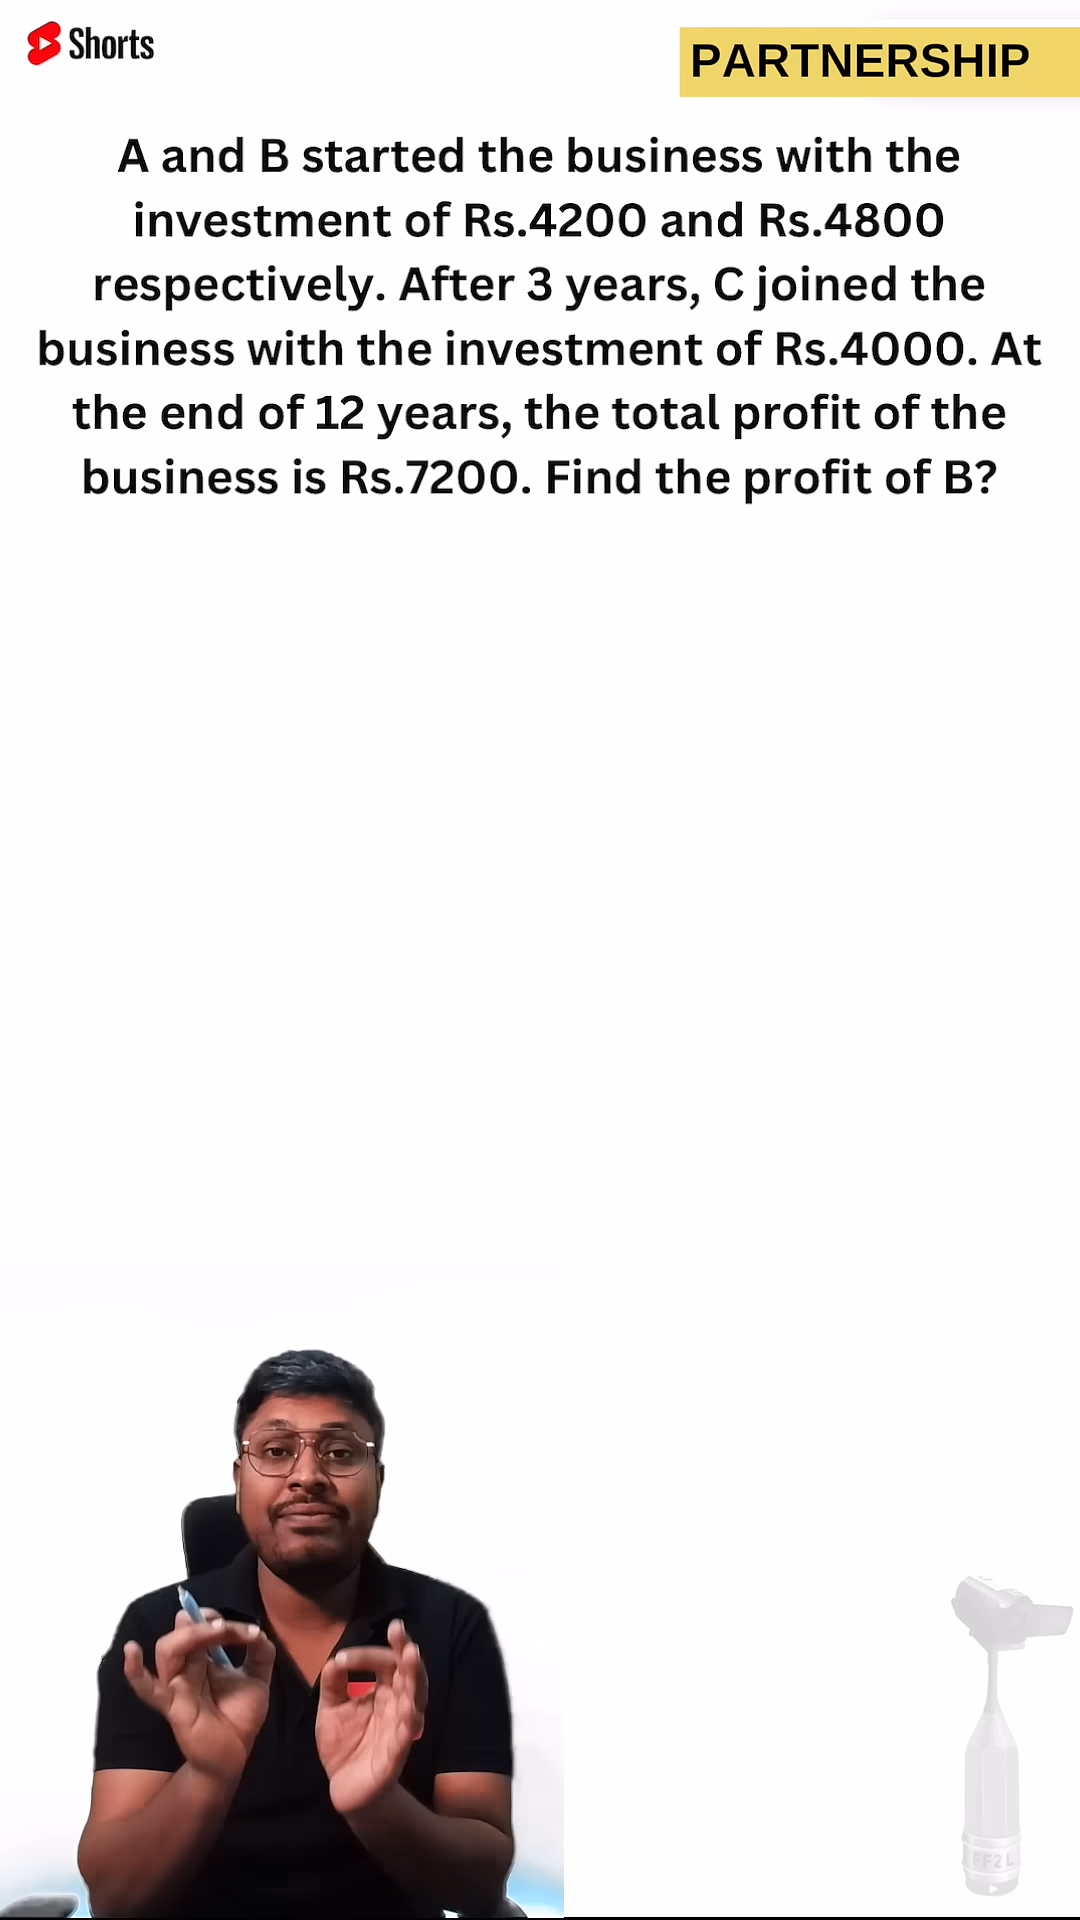 Shorts
PARTNERSHIP
A and B started the business with the
investment of Rs.4200 and Rs.4800
respectively. After 3 years, C joined the
business with the investment of Rs.4000. At
the end of 12 years, the total profit of the
business is Rs.7200. Find the profit of B?
FF2 L